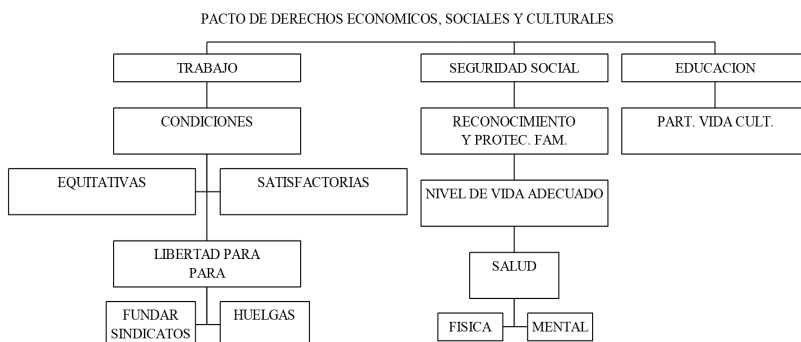 PACTO DE DERECHOS ECONOMICOS, SOCIALES Y CULTURALES
TRABAJO
SEGURIDAD SOCIAL
EDUCACION
CONDICIONES
RECONOCIMIENTO
Y PROTEC. FAM.
PART. VIDA CULT.
EQUITATIVAS
SATISFACTORIAS
NIVEL DE VIDA ADECUADO
LIBERTAD PARA
PARA
SALUD
FUNDAR
SINDICATOS
HUELGAS
FISICA
MENTAL